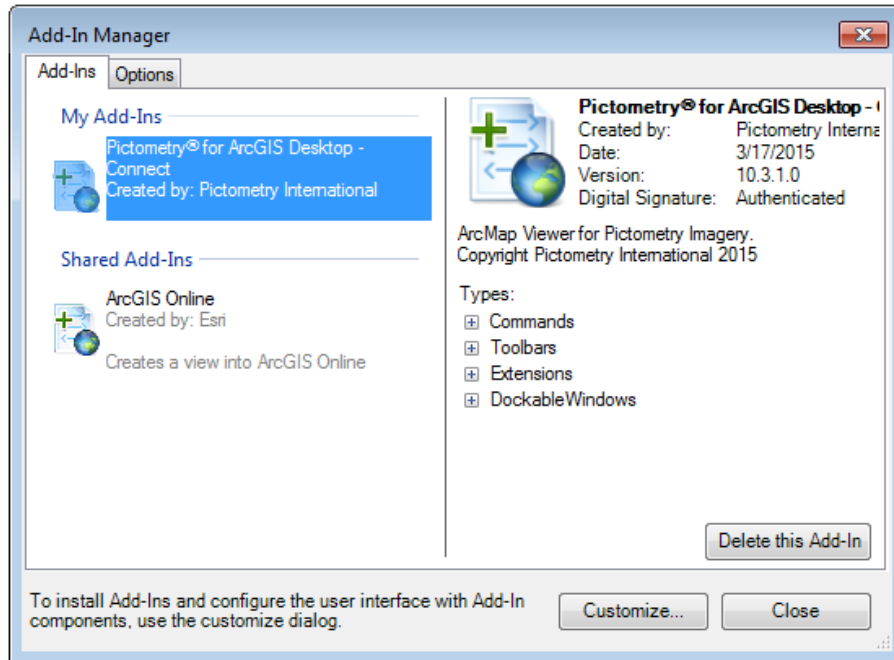 Add-In Manager
Add-Ins
Options
My Add-Ins
Pictometry® for ArcGIS Desktop -
Connect
Created by: Pictometry International
Shared Add-Ins
ArcGIS Online
Created by: Esri
Creates a view into ArcGIS Online
Pictometry® for ArcGIS Desktop -
Created by: Pictometry Interna
Date: 3/17/2015
Version: 10.3.1.0
Digital Signature: Authenticated
ArcMap Viewer for Pictometry Imagery.
Copyright Pictometry International 2015
Types:
Commands
Toolbars
Extensions
DockableWindows
Delete this Add-In
To install Add-Ins and configure the user interface with Add-In
components, use the customize dialog.
Customize...
Close